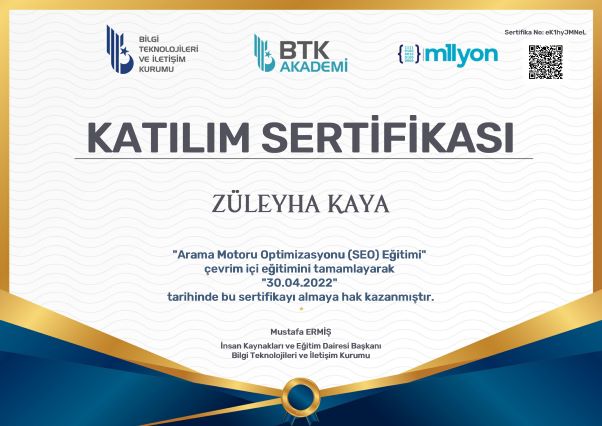 Sertifika No: eK1hyJMNeL
BİLGİ
TEKNOLOJİLERİ
VE İLETİŞİM
KURUMU
BTK
AKADEMİ
m1lyon
KATILIM SERTİFİKASI
ZÜLEYHA KAYA
"Arama Motoru Optimizasyonu (SEO) Eğitimi"
çevrim içi eğitimini tamamlayarak
"30.04.2022"
tarihinde bu sertifikayı almaya hak kazanmıştır.
Mustafa ERMİŞ
İnsan Kaynakları ve Eğitim Dairesi Başkanı
Bilgi Teknolojileri ve İletişim Kurumu